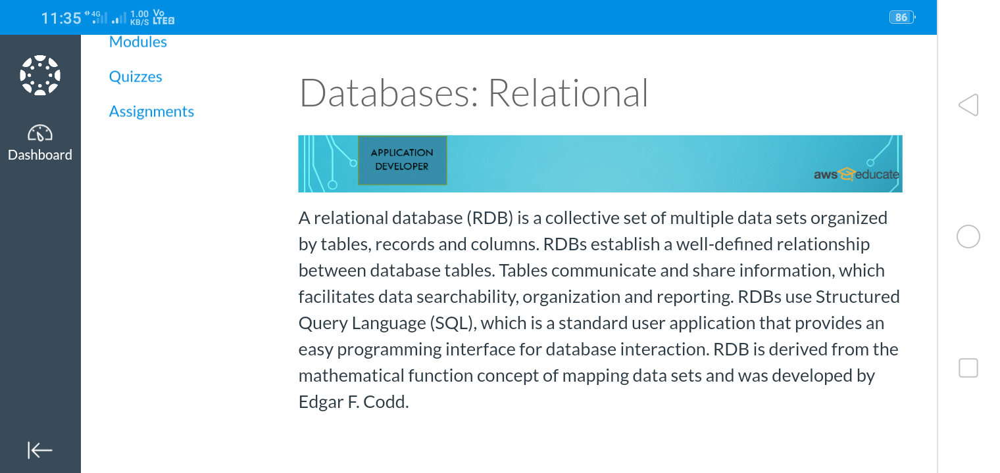 11:35 4G 1.00 KB/S Vo LTE2 86
Modules
Quizzes
Assignments
Dashboard
Databases: Relational
APPLICATION
DEVELOPER
aws educate
A relational database (RDB) is a collective set of multiple data sets organized
by tables, records and columns. RDBs establish a well-defined relationship
between database tables. Tables communicate and share information, which
facilitates data searchability, organization and reporting. RDBs use Structured
Query Language (SQL), which is a standard user application that provides an
easy programming interface for database interaction. RDB is derived from the
mathematical function concept of mapping data sets and was developed by
Edgar F. Codd.